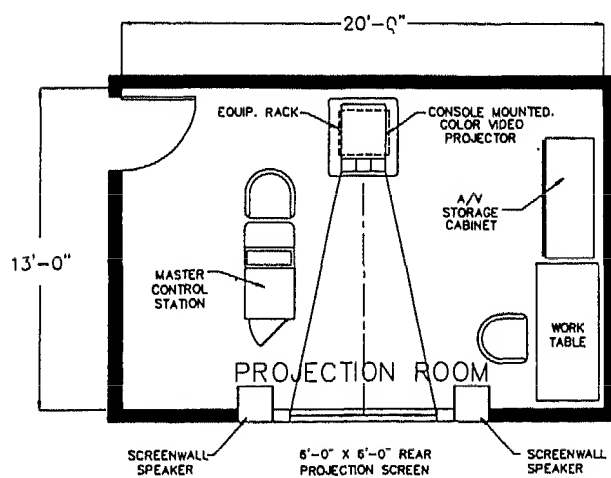 20'-0"
EQUIP. RACK
CONSOLE MOUNTED.
COLOR VIDEO
PROJECTOR
A/V
STORAGE
CABINET
13'-0"
MASTER
CONTROL
STATION
WORK
TABLE
PROJECTION ROOM
SCREENWALL
SPEAKER
6'-0" X 6'-0" REAR
PROJECTION SCREEN
SCREENWALL
SPEAKER